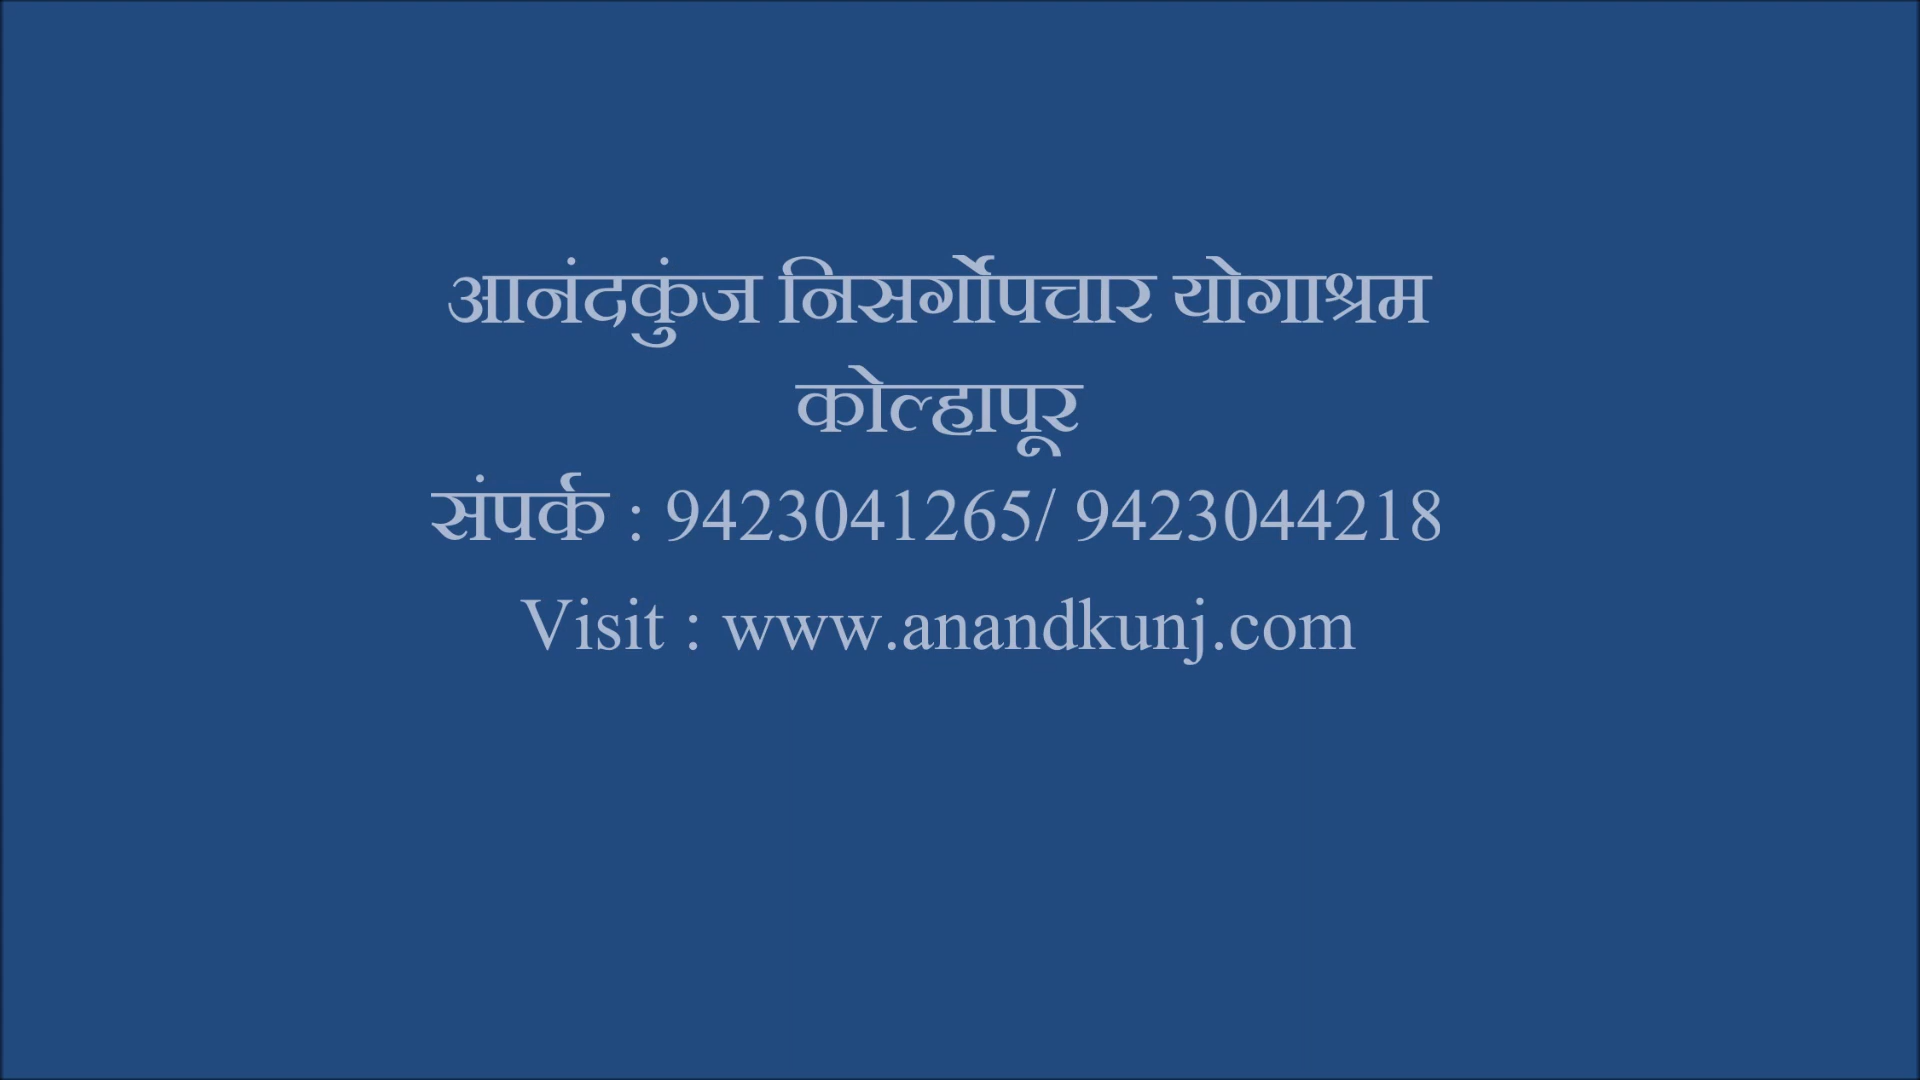 आनंदकुंज निसर्गोपचार योगाश्रम
कोल्हापूर
संपर्क : 9423041265/ 9423044218
Visit : www.anandkunj.com